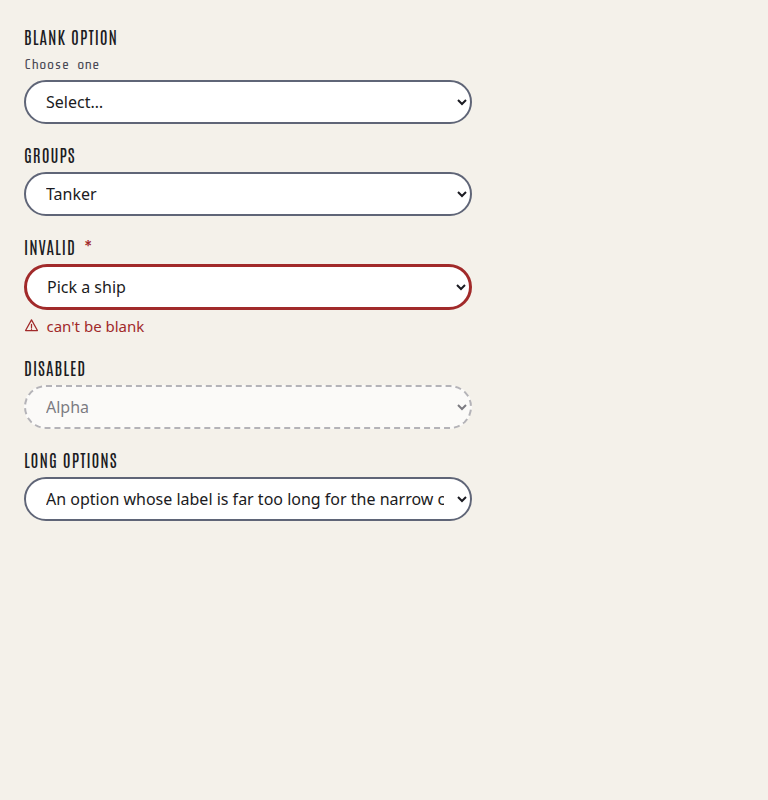 BLANK OPTION
Choose one
Select...
GROUPS
Tanker
INVALID *
Pick a ship
can't be blank
DISABLED
Alpha
LONG OPTIONS
An option whose label is far too long for the narrow